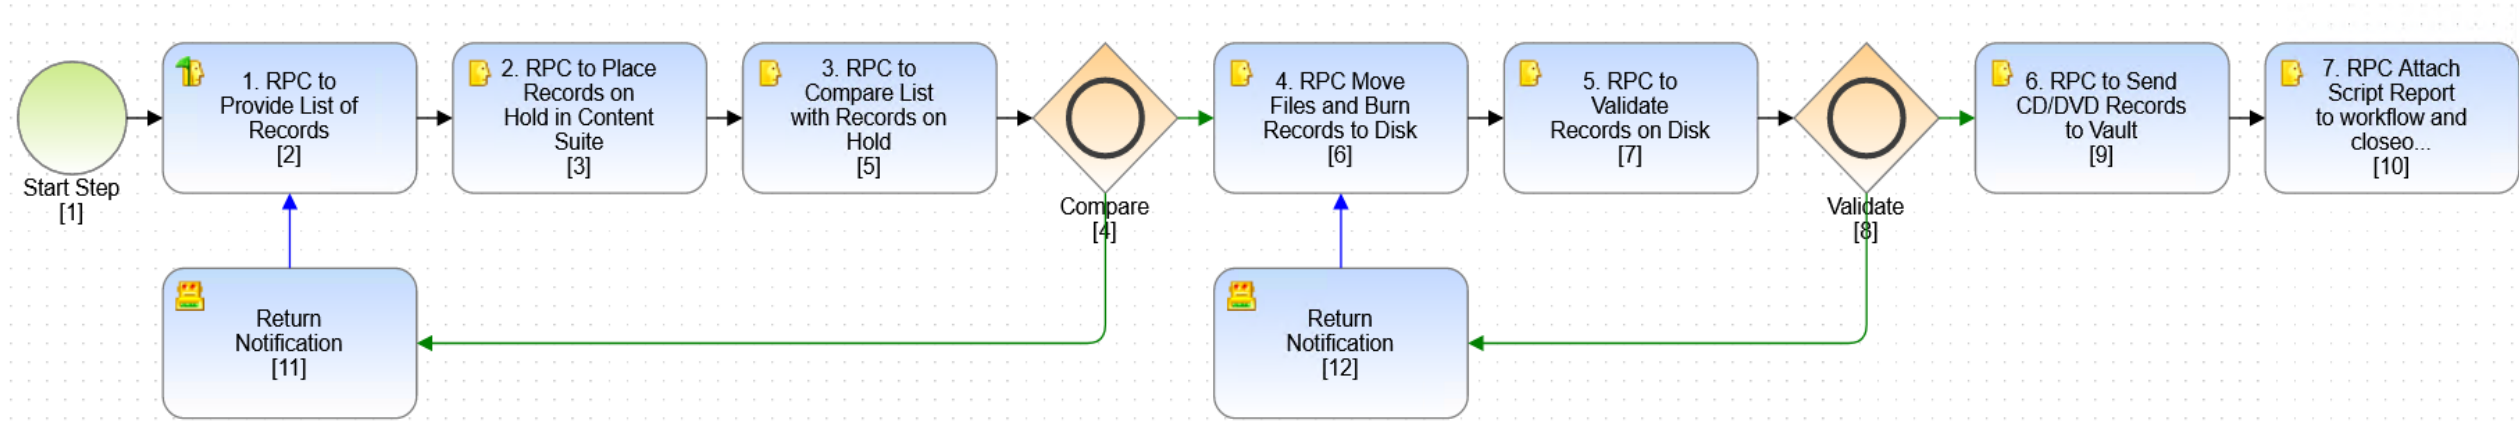 Start Step
[1]
1. RPC to
Provide List of
Records
[2]
2. RPC to Place
Records on
Hold in Content
Suite
[3]
3. RPC to
Compare List
with Records on
Hold
[5]
Compare
[4]
4. RPC Move
Files and Burn
Records to Disk
[6]
5. RPC to
Validate
Records on Disk
[7]
Validate
[8]
6. RPC to Send
CD/DVD Records
to Vault
[9]
7. RPC Attach
Script Report
to workflow and
closeo...
[10]
Return
Notification
[11]
Return
Notification
[12]